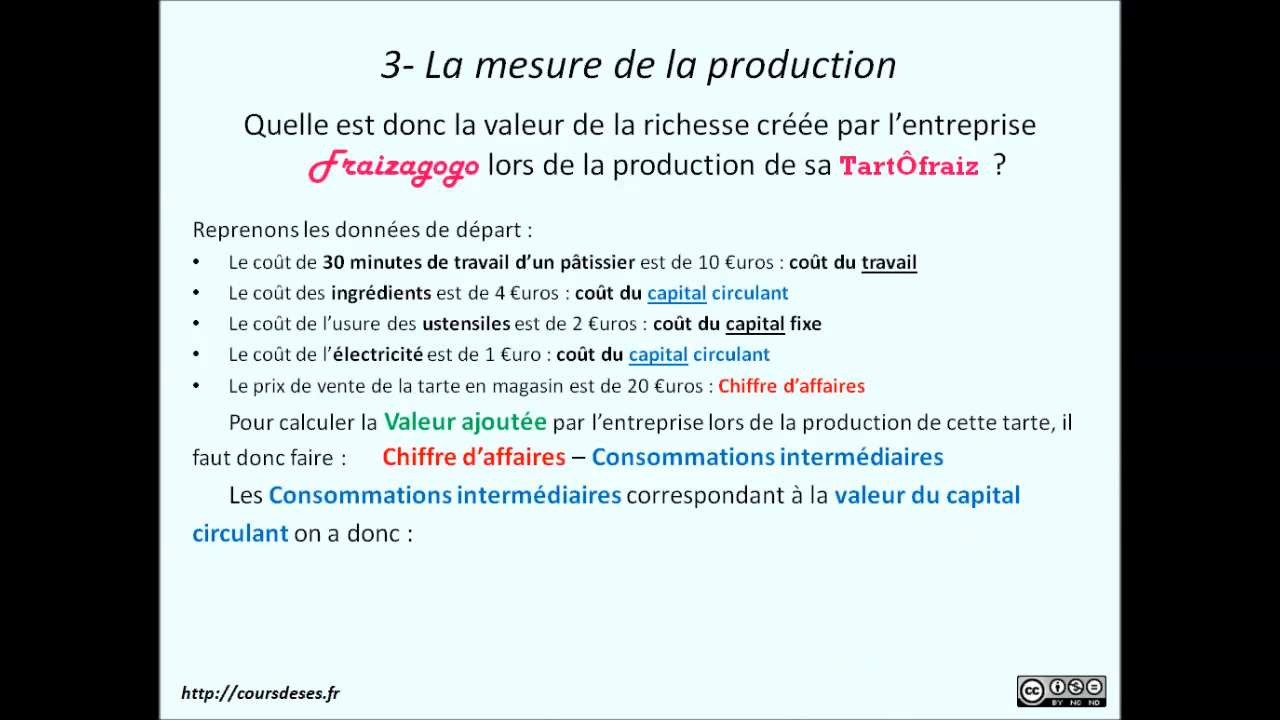 3- La mesure de la production
Quelle est donc la valeur de la richesse créée par l’entreprise
Fraizagogo lors de la production de sa TartÔfraiz ?
Reprenons les données de départ :
• Le coût de 30 minutes de travail d’un pâtissier est de 10 €uros : coût du travail
• Le coût des ingrédients est de 4 €uros : coût du capital circulant
• Le coût de l’usure des ustensiles est de 2 €uros : coût du capital fixe
• Le coût de l’électricité est de 1 €uro : coût du capital circulant
• Le prix de vente de la tarte en magasin est de 20 €uros : Chiffre d’affaires
Pour calculer la Valeur ajoutée par l’entreprise lors de la production de cette tarte, il
faut donc faire : Chiffre d’affaires – Consommations intermédiaires
Les Consommations intermédiaires correspondant à la valeur du capital
circulant on a donc :
http://coursdeses.fr
cc
BY NC ND